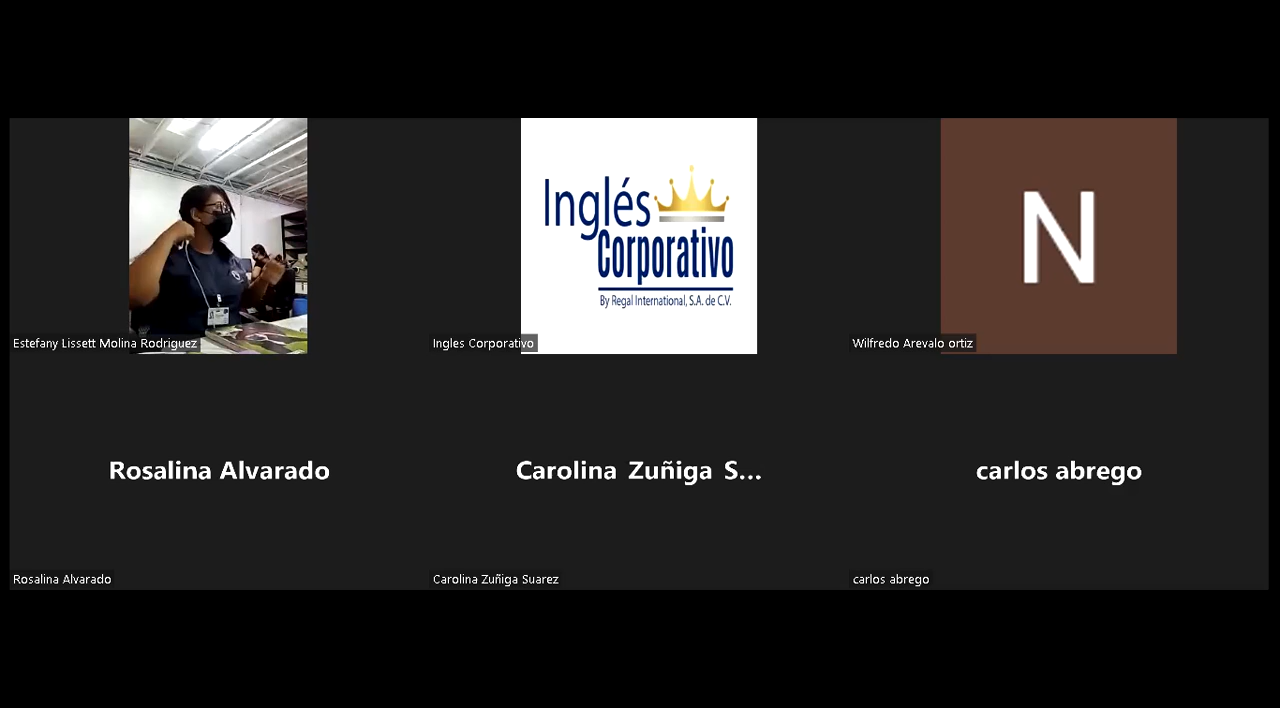 Estefany Lissett Molina Rodriguez
Inglés
Corporativo
By Regal International, S.A. de C.V.
Ingles Corporativo
N
Wilfredo Arevalo ortiz
Rosalina Alvarado
Carolina Zuñiga S...
carlos abrego
Rosalina Alvarado
Carolina Zuñiga Suarez
carlos abrego